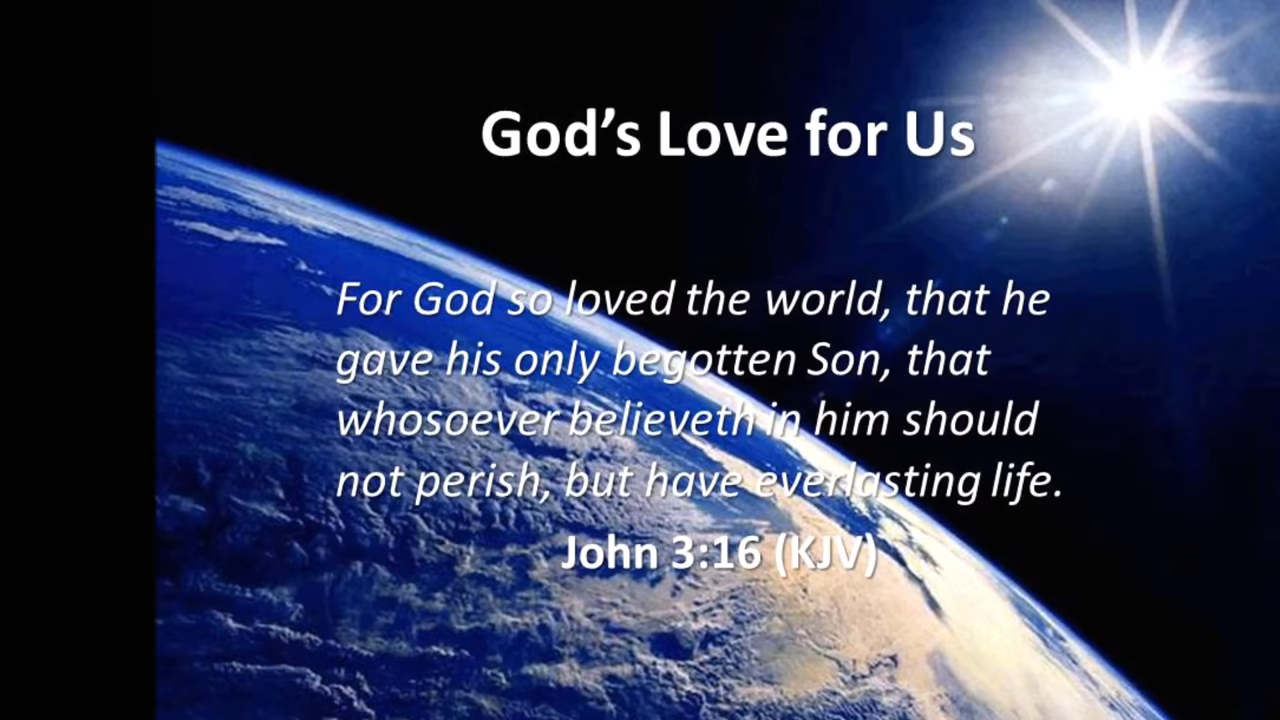 God’s Love for Us
For God so loved the world, that he
gave his only begotten Son, that
whosoever believeth in him should
not perish, but have everlasting life.
John 3:16 (KJV)